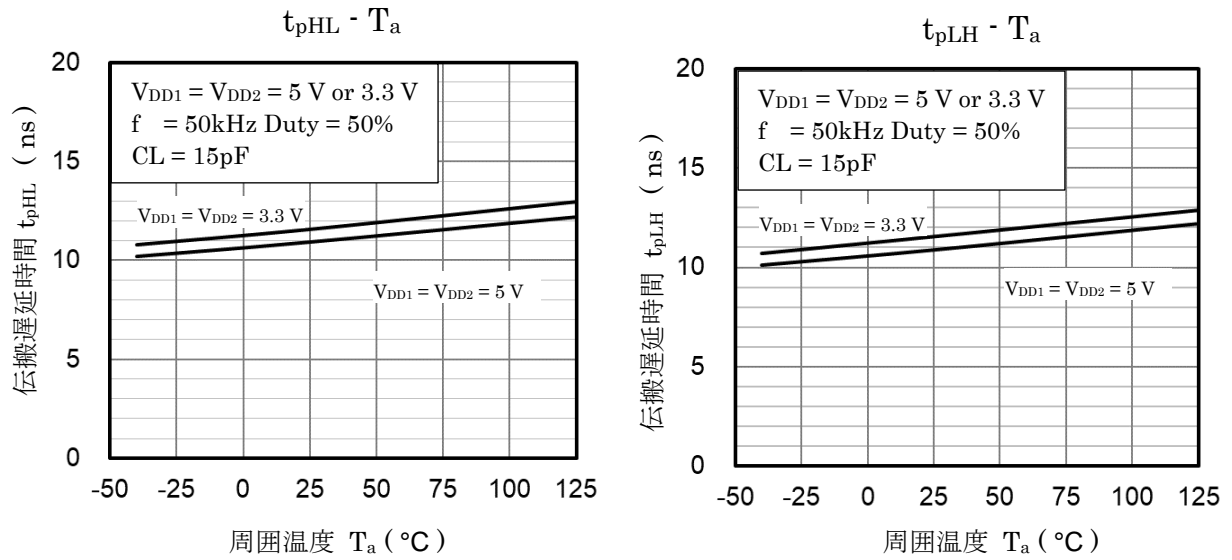 tpHL - Ta
20
15
10
5
0
VDD1 = VDD2 = 5 V or 3.3 V
f = 50kHz Duty = 50%
CL = 15pF
VDD1 = VDD2 = 3.3 V
VDD1 = VDD2 = 5 V
伝搬遅延時間 tpHL (ns)
-50 -25 0 25 50 75 100 125
周囲温度 Ta (°C)
tpLH - Ta
20
15
10
5
0
VDD1 = VDD2 = 5 V or 3.3 V
f = 50kHz Duty = 50%
CL = 15pF
VDD1 = VDD2 = 3.3 V
VDD1 = VDD2 = 5 V
伝搬遅延時間 tpLH (ns)
-50 -25 0 25 50 75 100 125
周囲温度 Ta (°C)